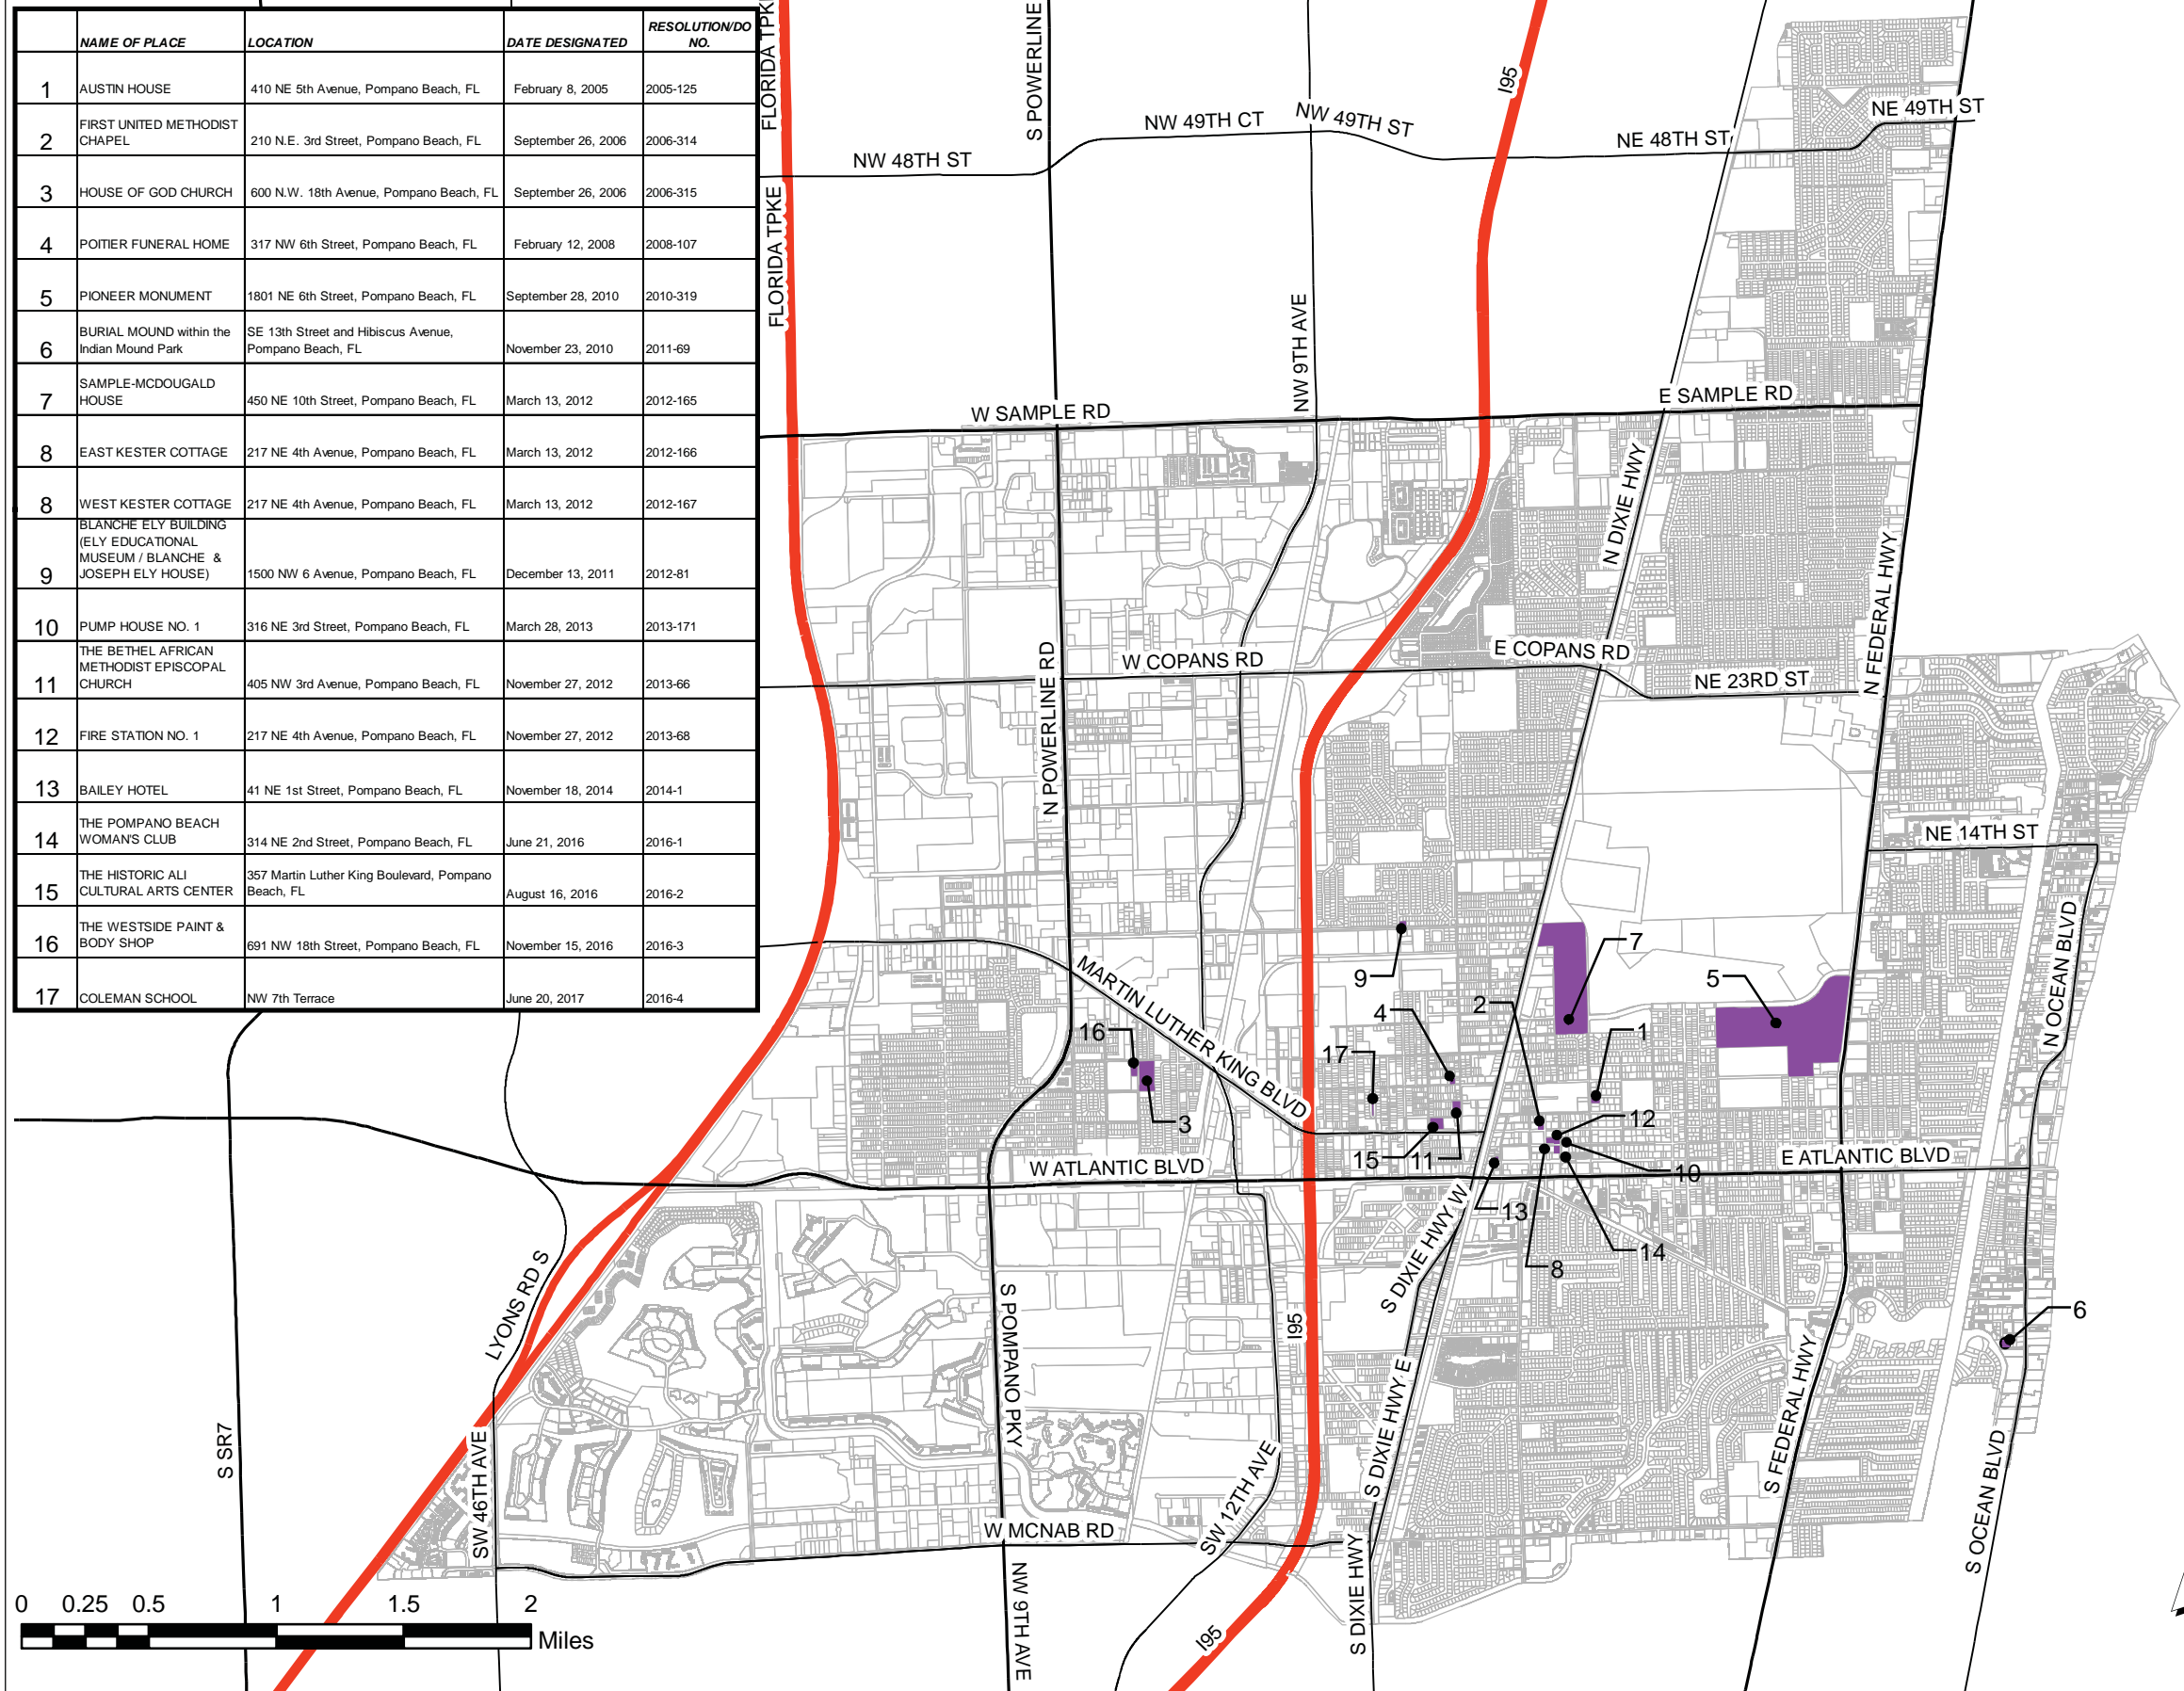 NAME OF PLACE LOCATION DATE DESIGNATED RESOLUTION/DO NO.
1 AUSTIN HOUSE 410 NE 5th Avenue, Pompano Beach, FL February 8, 2005 2005-125
2 FIRST UNITED METHODIST CHAPEL 210 N.E. 3rd Street, Pompano Beach, FL September 26, 2006 2006-314
3 HOUSE OF GOD CHURCH 600 N.W. 18th Avenue, Pompano Beach, FL September 26, 2006 2006-315
4 POITIER FUNERAL HOME 317 NW 6th Street, Pompano Beach, FL February 12, 2008 2008-107
5 PIONEER MONUMENT 1801 NE 6th Street, Pompano Beach, FL September 28, 2010 2010-319
6 BURIAL MOUND within the Indian Mound Park SE 13th Street and Hibiscus Avenue, Pompano Beach, FL November 23, 2010 2011-69
7 SAMPLE-MCDOUGALD HOUSE 450 NE 10th Street, Pompano Beach, FL March 13, 2012 2012-165
8 EAST KESTER COTTAGE 217 NE 4th Avenue, Pompano Beach, FL March 13, 2012 2012-166
8 WEST KESTER COTTAGE 217 NE 4th Avenue, Pompano Beach, FL March 13, 2012 2012-167
9 BLANCHE ELY BUILDING (ELY EDUCATIONAL MUSEUM / BLANCHE & JOSEPH ELY HOUSE) 1500 NW 6 Avenue, Pompano Beach, FL December 13, 2011 2012-81
10 PUMP HOUSE NO. 1 316 NE 3rd Street, Pompano Beach, FL March 28, 2013 2013-171
11 THE BETHEL AFRICAN METHODIST EPISCOPAL CHURCH 405 NW 3rd Avenue, Pompano Beach, FL November 27, 2012 2013-66
12 FIRE STATION NO. 1 217 NE 4th Avenue, Pompano Beach, FL November 27, 2012 2013-68
13 BAILEY HOTEL 41 NE 1st Street, Pompano Beach, FL November 18, 2014 2014-1
14 THE POMPANO BEACH WOMAN'S CLUB 314 NE 2nd Street, Pompano Beach, FL June 21, 2016 2016-1
15 THE HISTORIC ALI CULTURAL ARTS CENTER 357 Martin Luther King Boulevard, Pompano Beach, FL August 16, 2016 2016-2
16 THE WESTSIDE PAINT & BODY SHOP 691 NW 18th Street, Pompano Beach, FL November 15, 2016 2016-3
17 COLEMAN SCHOOL NW 7th Terrace June 20, 2017 2016-4
FLORIDA TPKE
S POWERLINE
I95
NW 49TH CT
NW 49TH ST
NE 49TH ST
NE 48TH ST
NW 48TH ST
FLORIDA TPKE
NW 9TH AVE
W SAMPLE RD
E SAMPLE RD
N DIXIE HWY
N FEDERAL HWY
N POWERLINE RD
W COPANS RD
E COPANS RD
NE 23RD ST
NE 14TH ST
N OCEAN BLVD
MARTIN LUTHER KING BLVD
9
7
5
2
4
1
16
17
3
12
15
11
10
W ATLANTIC BLVD
E ATLANTIC BLVD
13
14
8
6
LYONS RD S
S DIXIE HWY W
S POMPANO PKY
I95
S DIXIE HWY E
S FEDERAL HWY
S OCEAN BLVD
S SR7
SW 46TH AVE
SW 12TH AVE
W MCNAB RD
S DIXIE HWY
NW 9TH AVE
I95
0 0.25 0.5 1 1.5 2
Miles